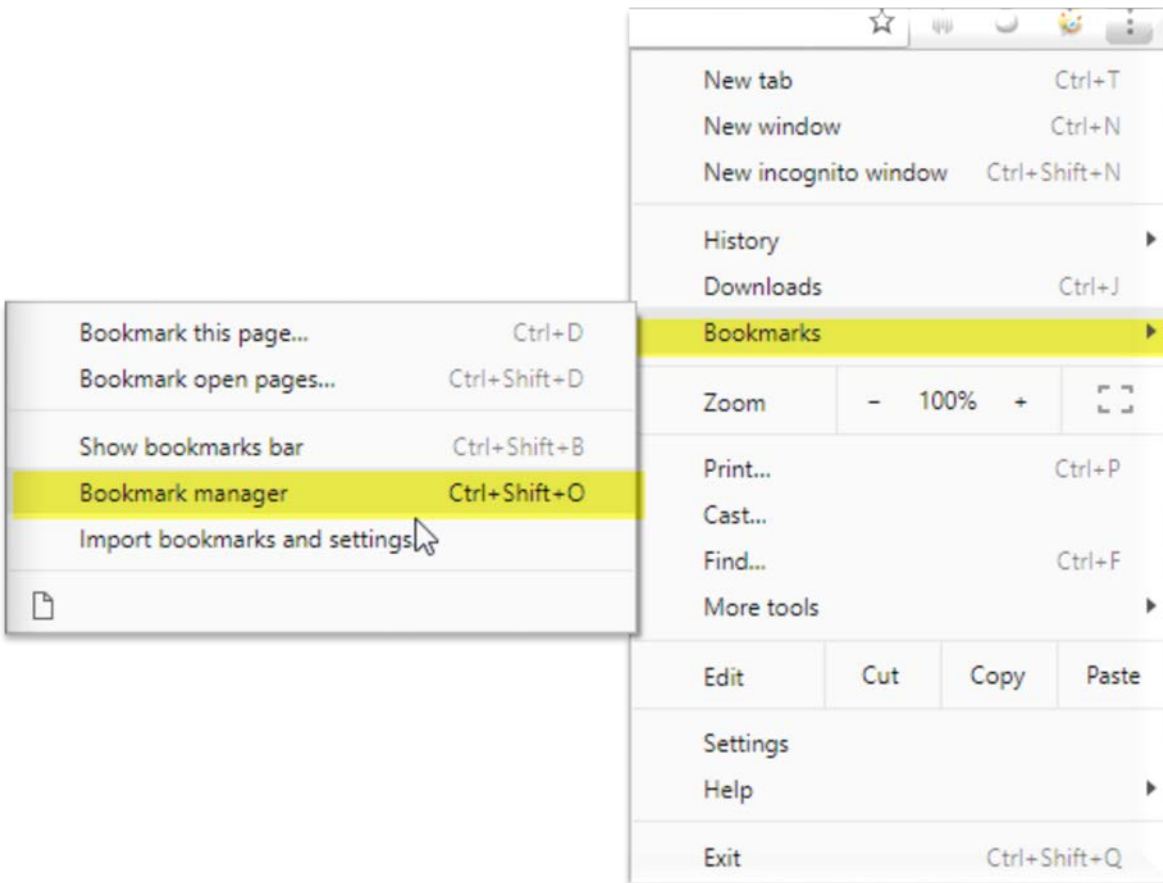 New tab Ctrl+T
New window Ctrl+N
New incognito window Ctrl+Shift+N
History
Downloads Ctrl+J
Bookmarks
Bookmark this page... Ctrl+D
Bookmark open pages... Ctrl+Shift+D
Show bookmarks bar Ctrl+Shift+B
Bookmark manager Ctrl+Shift+O
Import bookmarks and settings
Zoom - 100% +
Print... Ctrl+P
Cast...
Find... Ctrl+F
More tools
Edit Cut Copy Paste
Settings
Help
Exit Ctrl+Shift+Q